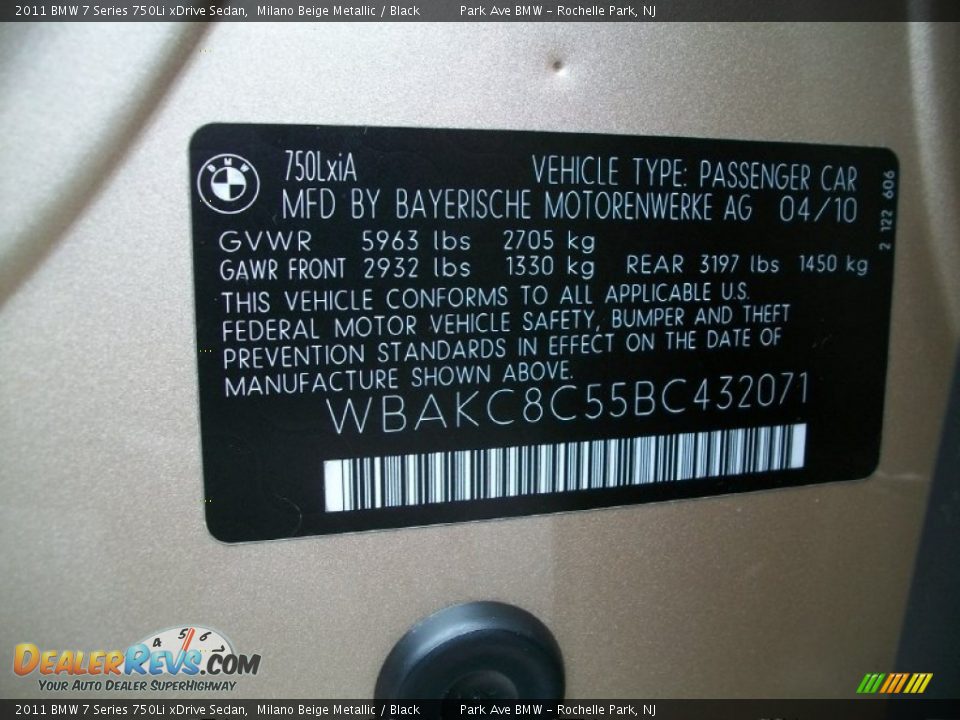 2011 BMW 7 Series 750Li xDrive Sedan, Milano Beige Metallic / Black Park Ave BMW - Rochelle Park, NJ
BMW
750LxiA VEHICLE TYPE: PASSENGER CAR
MFD BY BAYERISCHE MOTORENWERKE AG 04/10
2 122 606
GVWR 5963 lbs 2705 kg
GAWR FRONT 2932 lbs 1330 kg REAR 3197 lbs 1450 kg
THIS VEHICLE CONFORMS TO ALL APPLICABLE U.S.
FEDERAL MOTOR VEHICLE SAFETY, BUMPER AND THEFT
PREVENTION STANDARDS IN EFFECT ON THE DATE OF
MANUFACTURE SHOWN ABOVE.
WBAKC8C55BC432071
4 5 6
DEALERREVS.COM
YOUR AUTO DEALER SUPERHIGHWAY
2011 BMW 7 Series 750Li xDrive Sedan, Milano Beige Metallic / Black Park Ave BMW - Rochelle Park, NJ